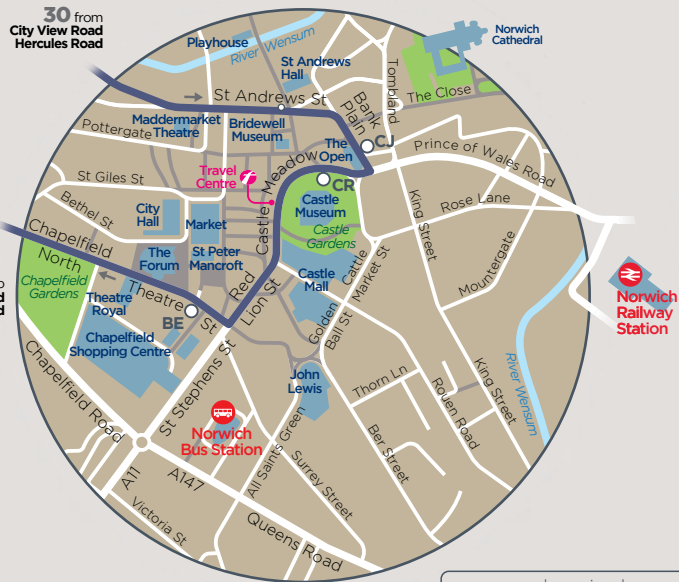 30 from
City View Road
Hercules Road
Playhouse
River Wensum
St Andrews
Hall
Norwich
Cathedral
Tombland
The Close
St Andrews St
Bank
Plain
Maddermarket
Theatre
Bridewell
Museum
Pottergate
The
Open
CJ
Prince of Wales Road
Travel
Centre
Castle Meadow
CR
St Giles St
Bethel St
City
Hall
Market
Castle
Museum
Castle
Gardens
King Street
Rose Lane
Chapelfield
North
The
Forum
St Peter
Mancroft
Red
Lion St
Castle
Mall
Cattle
Market St
Mountergate
Chapelfield
Gardens
Theatre
Royal
Theatre
St
BE
Golden
Ball St
Norwich
Railway
Station
Chapelfield
Shopping Centre
St Stephens St
Chapelfield Road
John
Lewis
Thorn Ln
Rouen Road
King Street
River Wensum
Norwich
Bus Station
Ber Street
All Saints Green
Surrey Street
A11
A147
Victoria St
Queens Road